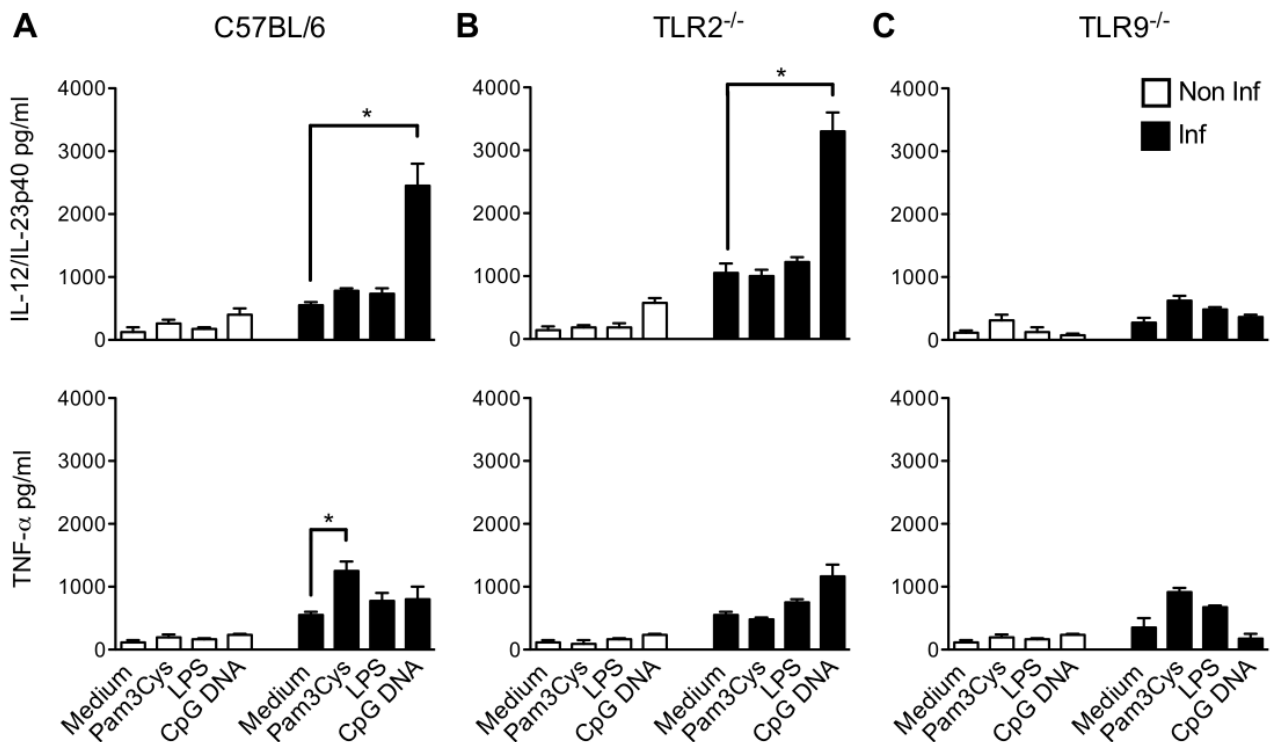 A C57BL/6
B TLR2-/-
C TLR9-/-
IL-12/IL-23p40 pg/ml
4000
3000
2000
1000
0
*
4000
3000
2000
1000
0
*
4000
3000
2000
1000
0
Non Inf
Inf
TNF-α pg/ml
4000
3000
2000
1000
0
*
Medium
Pam3Cys
LPS
CpG DNA
Medium
Pam3Cys
LPS
CpG DNA
4000
3000
2000
1000
0
Medium
Pam3Cys
LPS
CpG DNA
Medium
Pam3Cys
LPS
CpG DNA
4000
3000
2000
1000
0
Medium
Pam3Cys
LPS
CpG DNA
Medium
Pam3Cys
LPS
CpG DNA